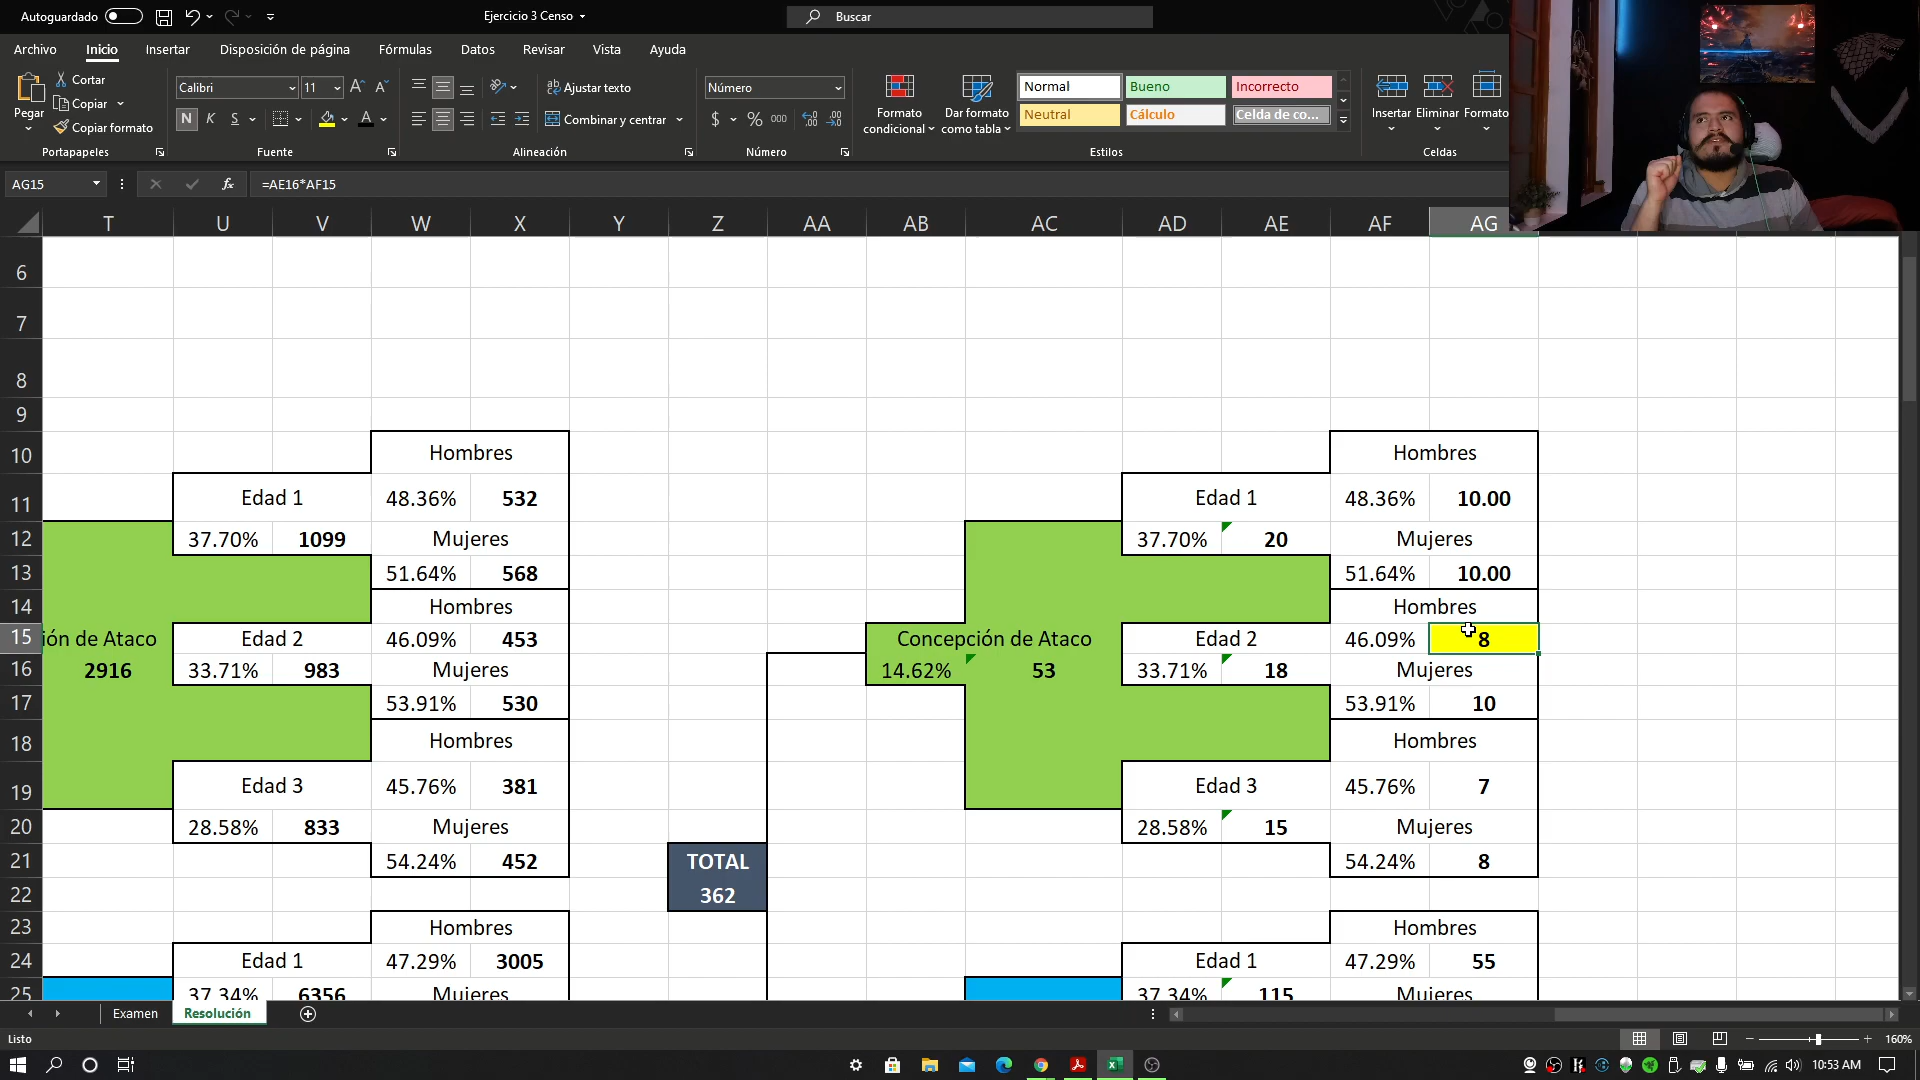 Autoguardado
Ejercicio 3 Censo
Buscar
Archivo Inicio Insertar Disposición de página Fórmulas Datos Revisar Vista Ayuda
Pegar
Cortar
Copiar
Copiar formato
Portapapeles
Calibri 11
N K S
Fuente
Ajustar texto
Combinar y centrar
Alineación
Número
$ % 000
Número
Formato condicional
Dar formato como tabla
Normal Bueno Incorrecto
Neutral Cálculo Celda de co...
Estilos
Insertar Eliminar Formato
Celdas
AG15 fx =AE16*AF15
T U V W X Y Z AA AB AC AD AE AF AG
6
7
8
9
10 Hombres Hombres
11 Edad 1 48.36% 532 Edad 1 48.36% 10.00
12 37.70% 1099 Mujeres 37.70% 20 Mujeres
13 51.64% 568 51.64% 10.00
14 Hombres Hombres
15 ión de Ataco Edad 2 46.09% 453 Concepción de Ataco Edad 2 46.09% 8
16 2916 33.71% 983 Mujeres 14.62% 53 33.71% 18 Mujeres
17 53.91% 530 53.91% 10
18 Hombres Hombres
19 Edad 3 45.76% 381 Edad 3 45.76% 7
20 28.58% 833 Mujeres 28.58% 15 Mujeres
21 54.24% 452 TOTAL 54.24% 8
22 362
23 Hombres Hombres
24 Edad 1 47.29% 3005 Edad 1 47.29% 55
25 37.34% 6356 Mujeres 37.34% 115 Mujeres
Examen Resolución
Listo
160%
10:53 AM